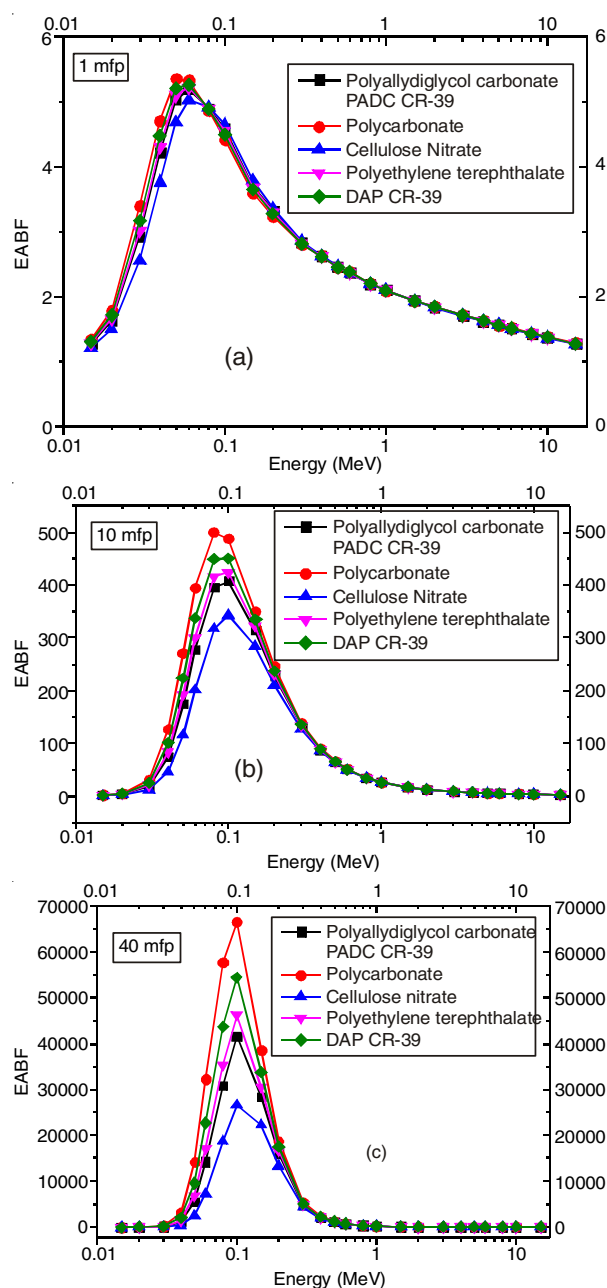 0.01 0.1 1 10
6 6
1 mfp
Polyallydiglycol carbonate
PADC CR-39
Polycarbonate
Cellulose Nitrate
Polyethylene terephthalate
DAP CR-39
4 4
EABF
2 2
(a)
0 0
0.01 0.1 1 10
Energy (MeV)
0.01 0.1 1 10
10 mfp
Polyallydiglycol carbonate
PADC CR-39
Polycarbonate
Cellulose Nitrate
Polyethylene terephthalate
DAP CR-39
500 500
400 400
300 300
EABF
200 200
100 100
(b)
0 0
0.01 0.1 1 10
Energy (MeV)
0.01 0.1 1 10
70000 70000
40 mfp
Polyallydiglycol carbonate
PADC CR-39
Polycarbonate
Cellulose nitrate
Polyethylene terephthalate
DAP CR-39
60000 60000
50000 50000
40000 40000
EABF
30000 30000
20000 20000
(c)
10000 10000
0 0
0.01 0.1 1 10
Energy (MeV)